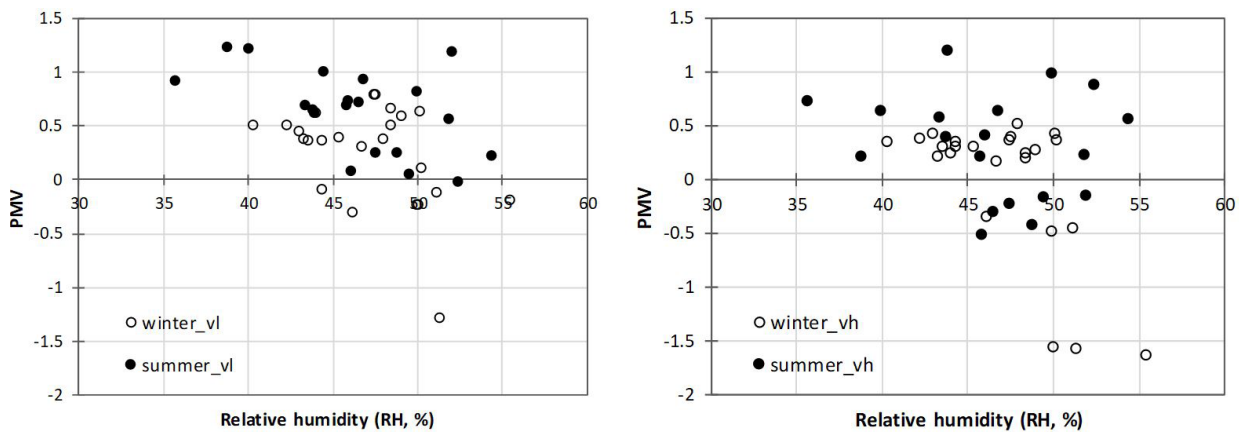 1.5
1
0.5
0
-0.5
-1
-1.5
-2
PMV
30 35 40 45 50 55 60
winter_vl
summer_vl
Relative humidity (RH, %)
1.5
1
0.5
0
-0.5
-1
-1.5
-2
PMV
30 35 40 45 50 55 60
winter_vh
summer_vh
Relative humidity (RH, %)